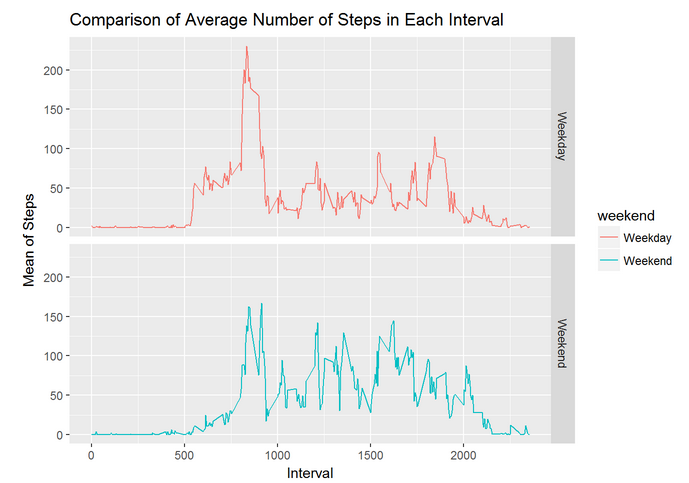 Comparison of Average Number of Steps in Each Interval
Mean of Steps
200
150
100
50
0
Weekday
200
150
100
50
0
Weekend
0
500
1000
1500
2000
Interval
weekend
Weekday
Weekend